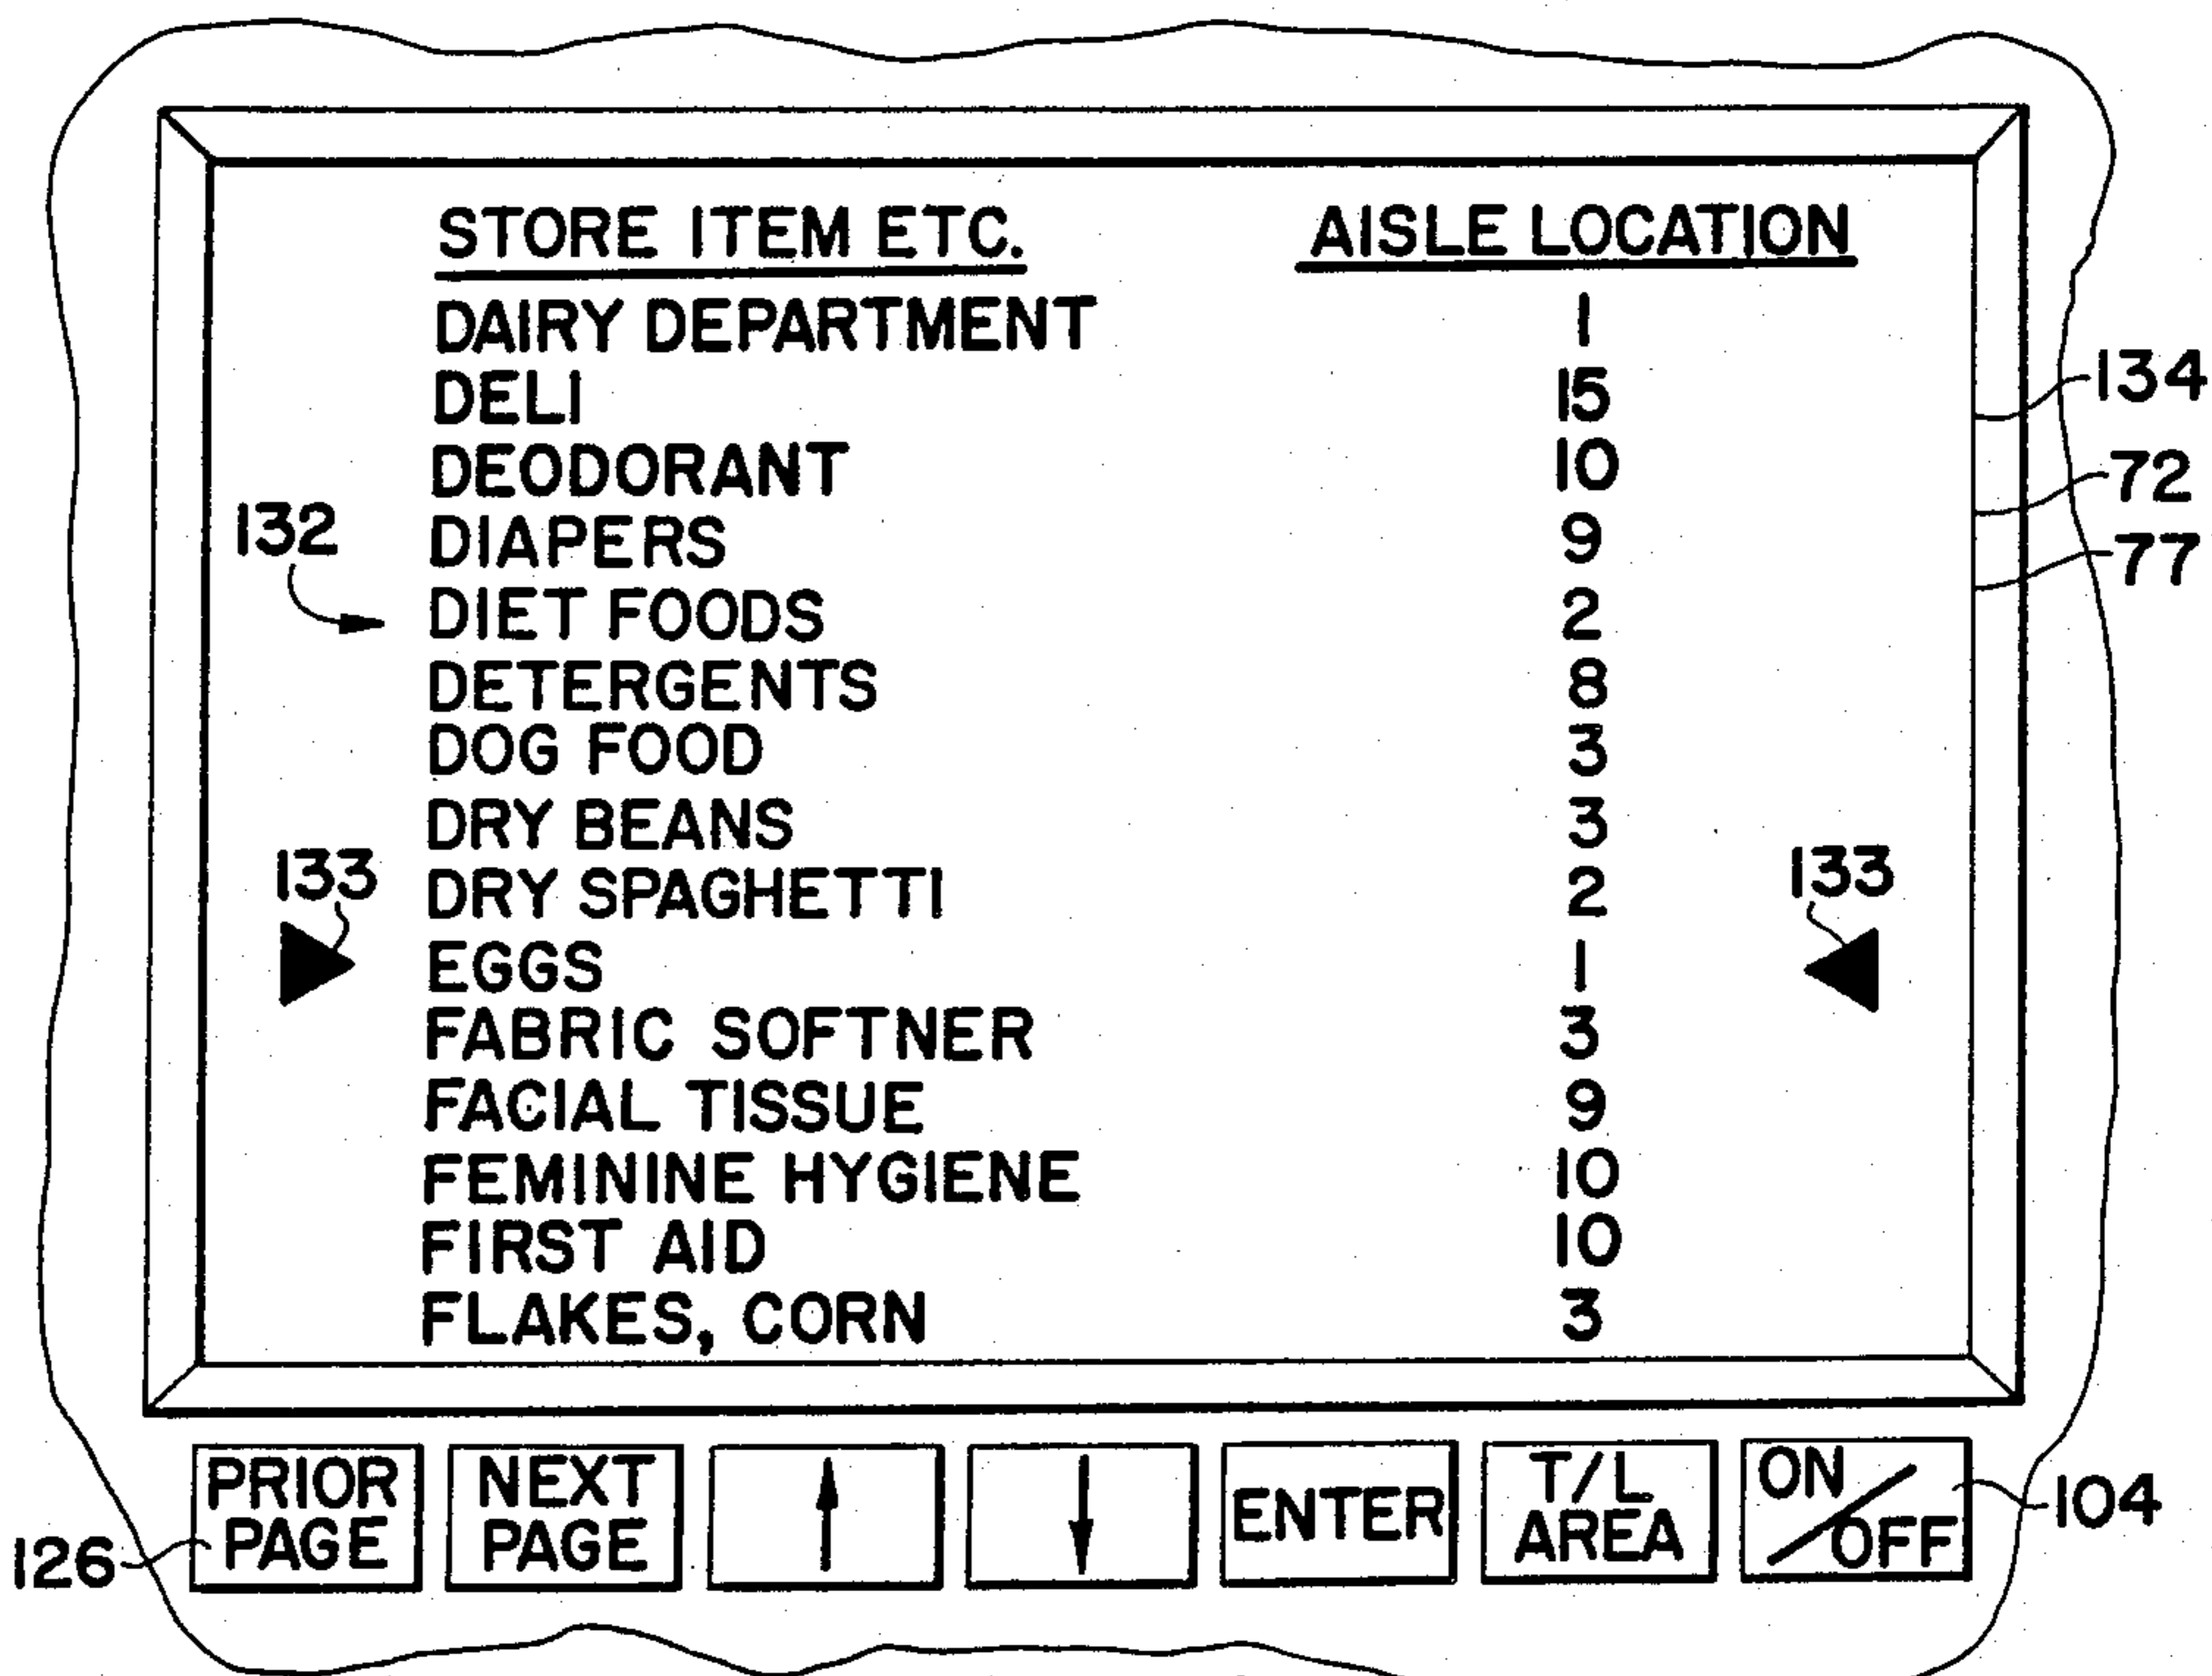 STORE ITEM ETC. AISLE LOCATION
DAIRY DEPARTMENT 1
DELI 15
134
DEODORANT 10
72
132
DIAPERS 9
77
DIET FOODS 2
DETERGENTS 8
DOG FOOD 3
DRY BEANS 3
133
DRY SPAGHETTI 2
133
EGGS 1
FABRIC SOFTNER 3
FACIAL TISSUE 9
FEMININE HYGIENE 10
FIRST AID 10
FLAKES, CORN 3
PRIOR
PAGE
NEXT
PAGE
ENTER
T/L
AREA
ON/OFF
104
126